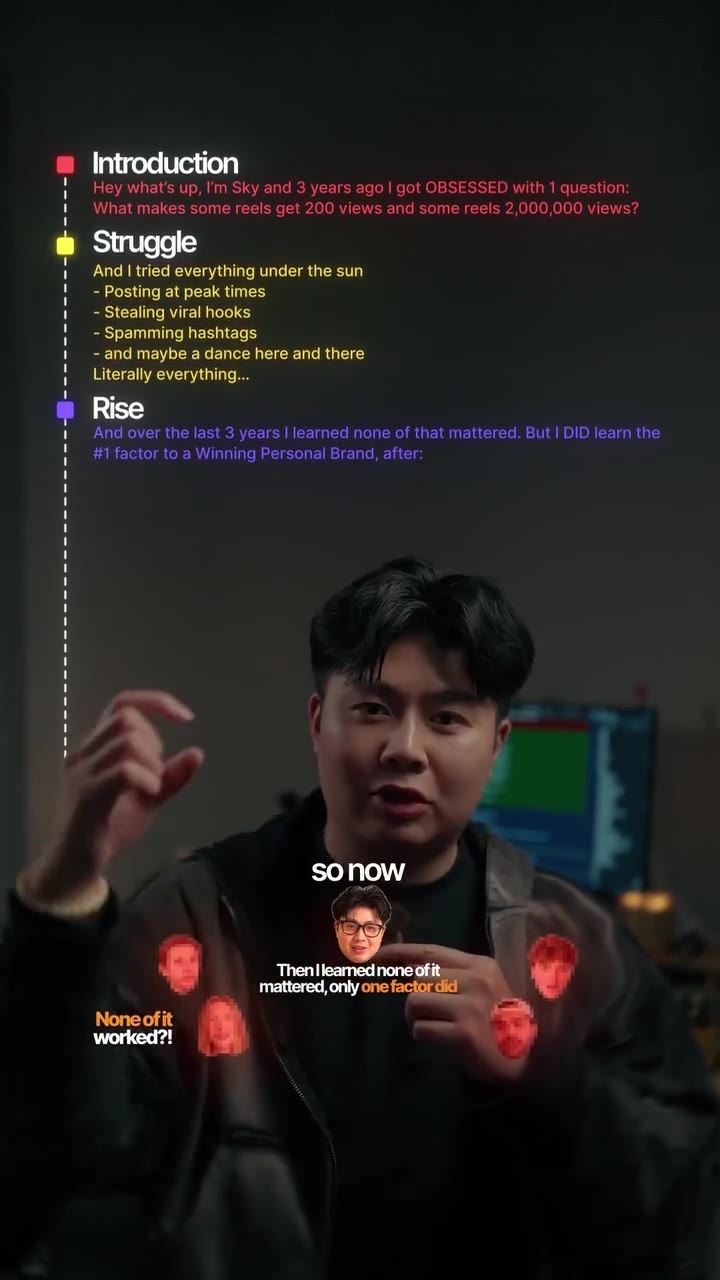 Introduction
Hey what's up, I'm Sky and 3 years ago I got OBSESSED with 1 question:
What makes some reels get 200 views and some reels 2,000,000 views?
Struggle
And I tried everything under the sun
- Posting at peak times
- Stealing viral hooks
- Spamming hashtags
- and maybe a dance here and there
Literally everything...
Rise
And over the last 3 years I learned none of that mattered. But I DID learn the
#1 factor to a Winning Personal Brand, after:
so now
Then I learned none of it
mattered, only one factor did
None of it
worked?!